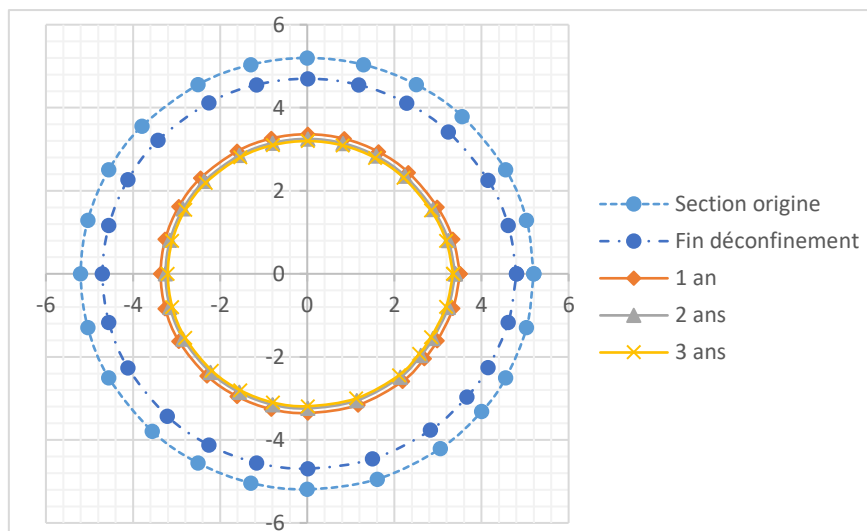 6
4
2
0
-6 -4 -2 0 2 4 6
-2
-4
-6
Section origine
Fin déconfinement
1 an
2 ans
3 ans